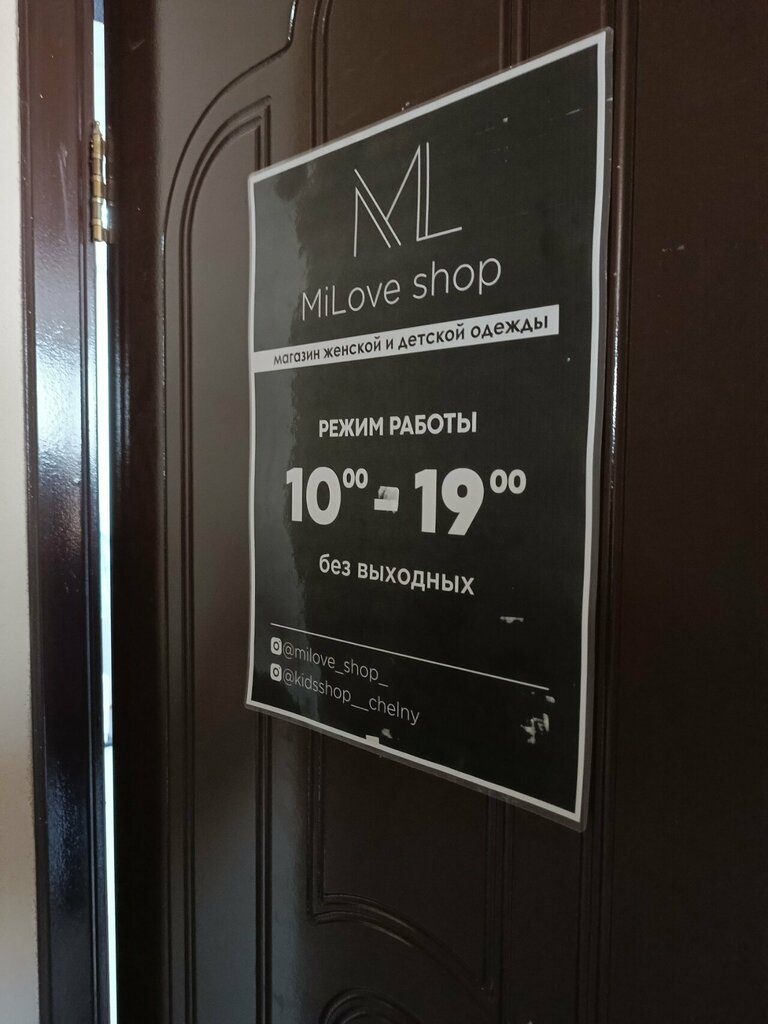 ML
MiLove shop
магазин женской и детской одежды
РЕЖИМ РАБОТЫ
10⁰⁰ - 19⁰⁰
без выходных
@milove_shop_
@kidsshop__chelny